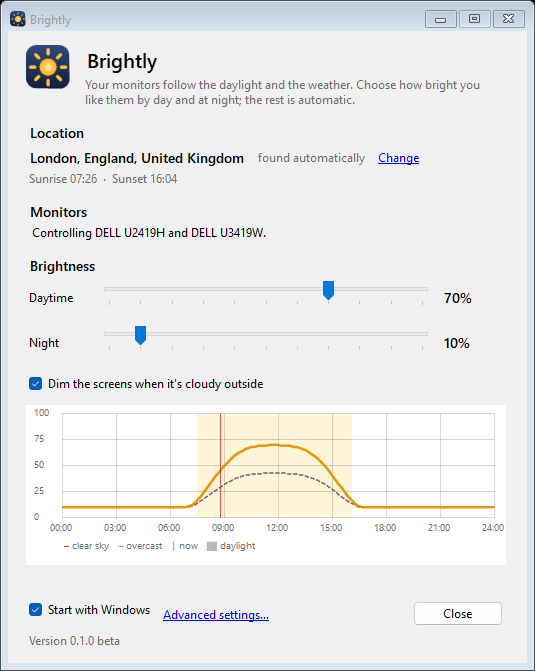 Brightly
Brightly
Your monitors follow the daylight and the weather. Choose how bright you
like them by day and at night; the rest is automatic.
Location
London, England, United Kingdom found automatically Change
Sunrise 07:26 · Sunset 16:04
Monitors
Controlling DELL U2419H and DELL U3419W.
Brightness
Daytime 70%
Night 10%
Dim the screens when it's cloudy outside
100
75
50
25
0
00:00 03:00 06:00 09:00 12:00 15:00 18:00 21:00 24:00
clear sky overcast now daylight
Start with Windows Advanced settings... Close
Version 0.1.0 beta